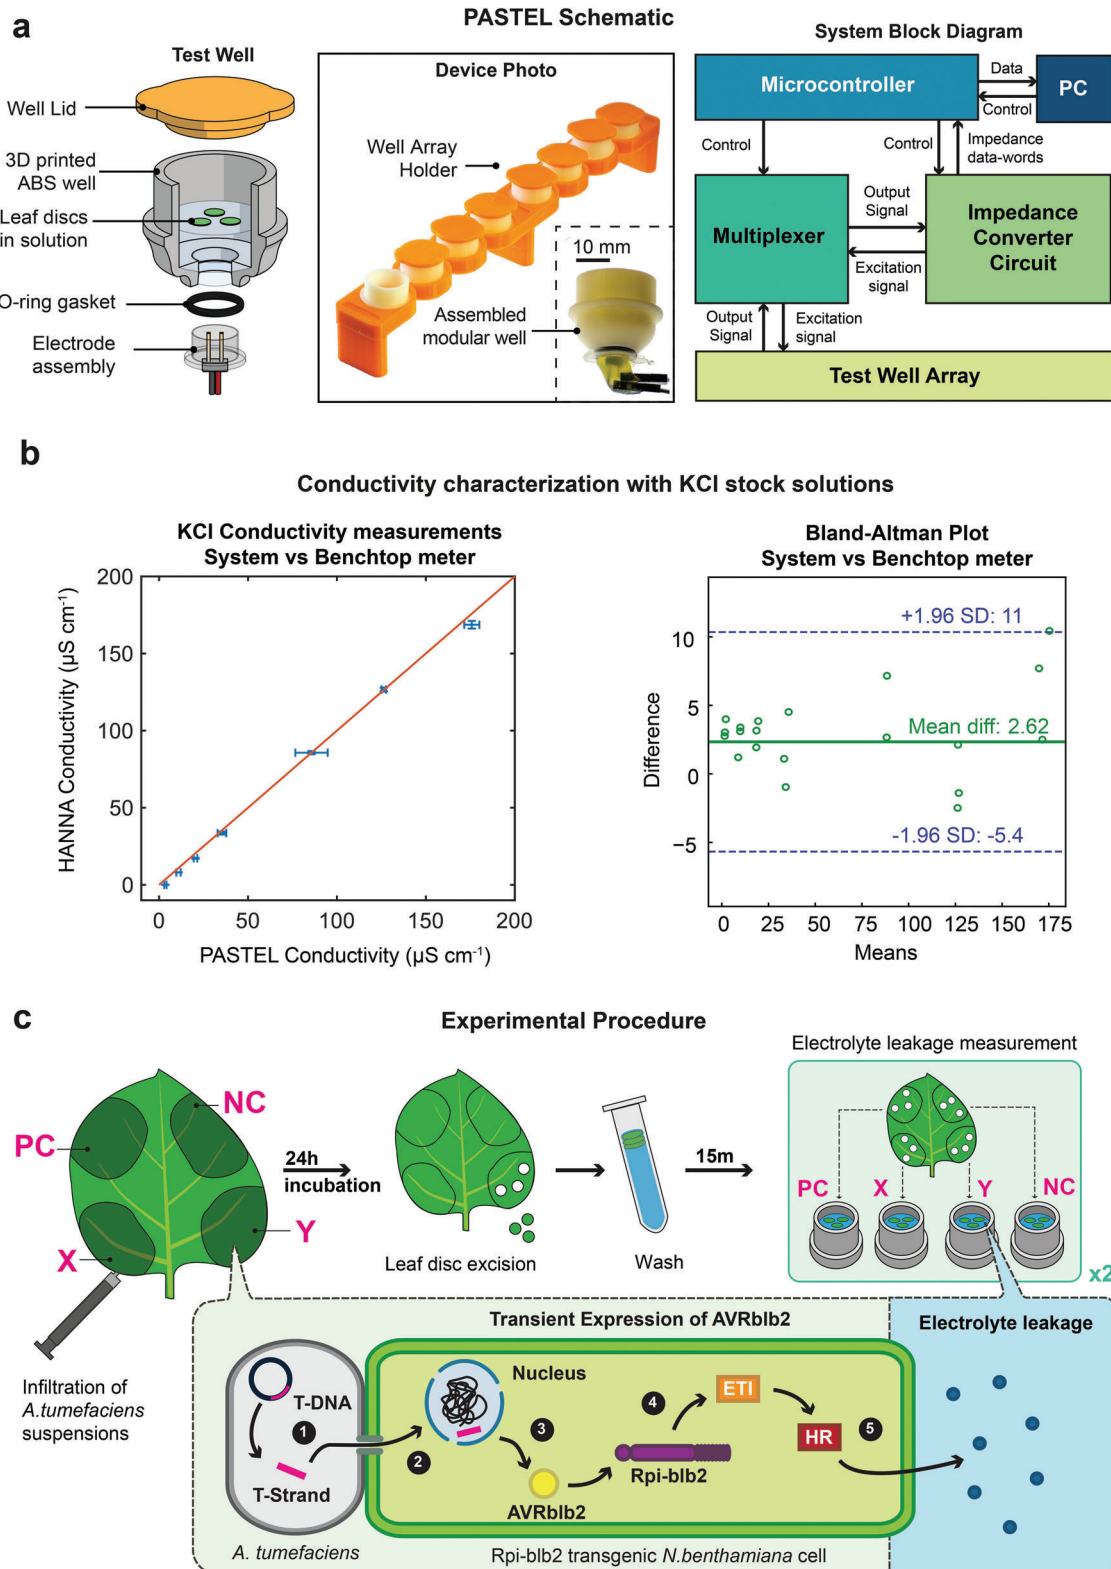 a
PASTEL Schematic
Test Well
Well Lid
3D printed
ABS well
Leaf discs
in solution
O-ring gasket
Electrode
assembly
Device Photo
Well Array
Holder
10 mm
Assembled
modular well
System Block Diagram
Microcontroller
Data
Control
PC
Control
Control
Impedance
data-words
Multiplexer
Output
Signal
Excitation
signal
Impedance
Converter
Circuit
Output
Signal
Excitation
signal
Test Well Array
b
Conductivity characterization with KCl stock solutions
KCl Conductivity measurements
System vs Benchtop meter
HANNA Conductivity (µS cm⁻¹)
200
150
100
50
0
0 50 100 150 200
PASTEL Conductivity (µS cm⁻¹)
Bland-Altman Plot
System vs Benchtop meter
Difference
10
5
0
−5
+1.96 SD: 11
Mean diff: 2.62
-1.96 SD: -5.4
0 25 50 75 100 125 150 175
Means
c
Experimental Procedure
PC
NC
X
Y
Infiltration of
A.tumefaciens
suspensions
24h
incubation
Leaf disc excision
Wash
15m
Electrolyte leakage measurement
PC X Y NC
x2
Transient Expression of AVRblb2
Electrolyte leakage
T-DNA
1
T-Strand
A. tumefaciens
Nucleus
2
3
AVRblb2
4
Rpi-blb2
ETI
HR
5
Rpi-blb2 transgenic N.benthamiana cell